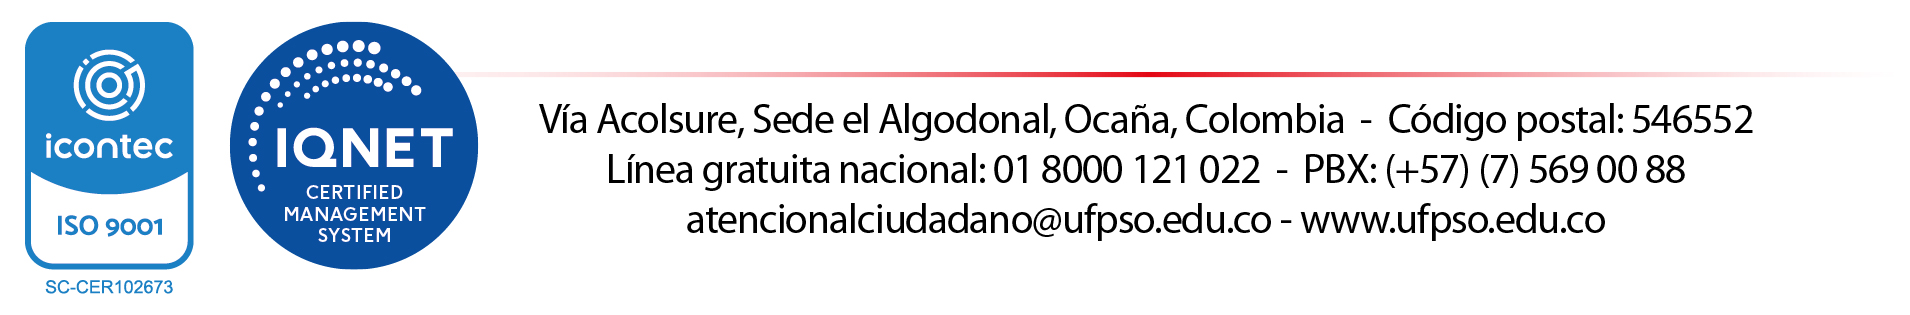 icontec
ISO 9001
SC-CER102673
IQNET
CERTIFIED
MANAGEMENT
SYSTEM
Vía Acolsure, Sede el Algodonal, Ocaña, Colombia - Código postal: 546552
Línea gratuita nacional: 01 8000 121 022 - PBX: (+57) (7) 569 00 88
atencionalciudadano@ufpso.edu.co - www.ufpso.edu.co